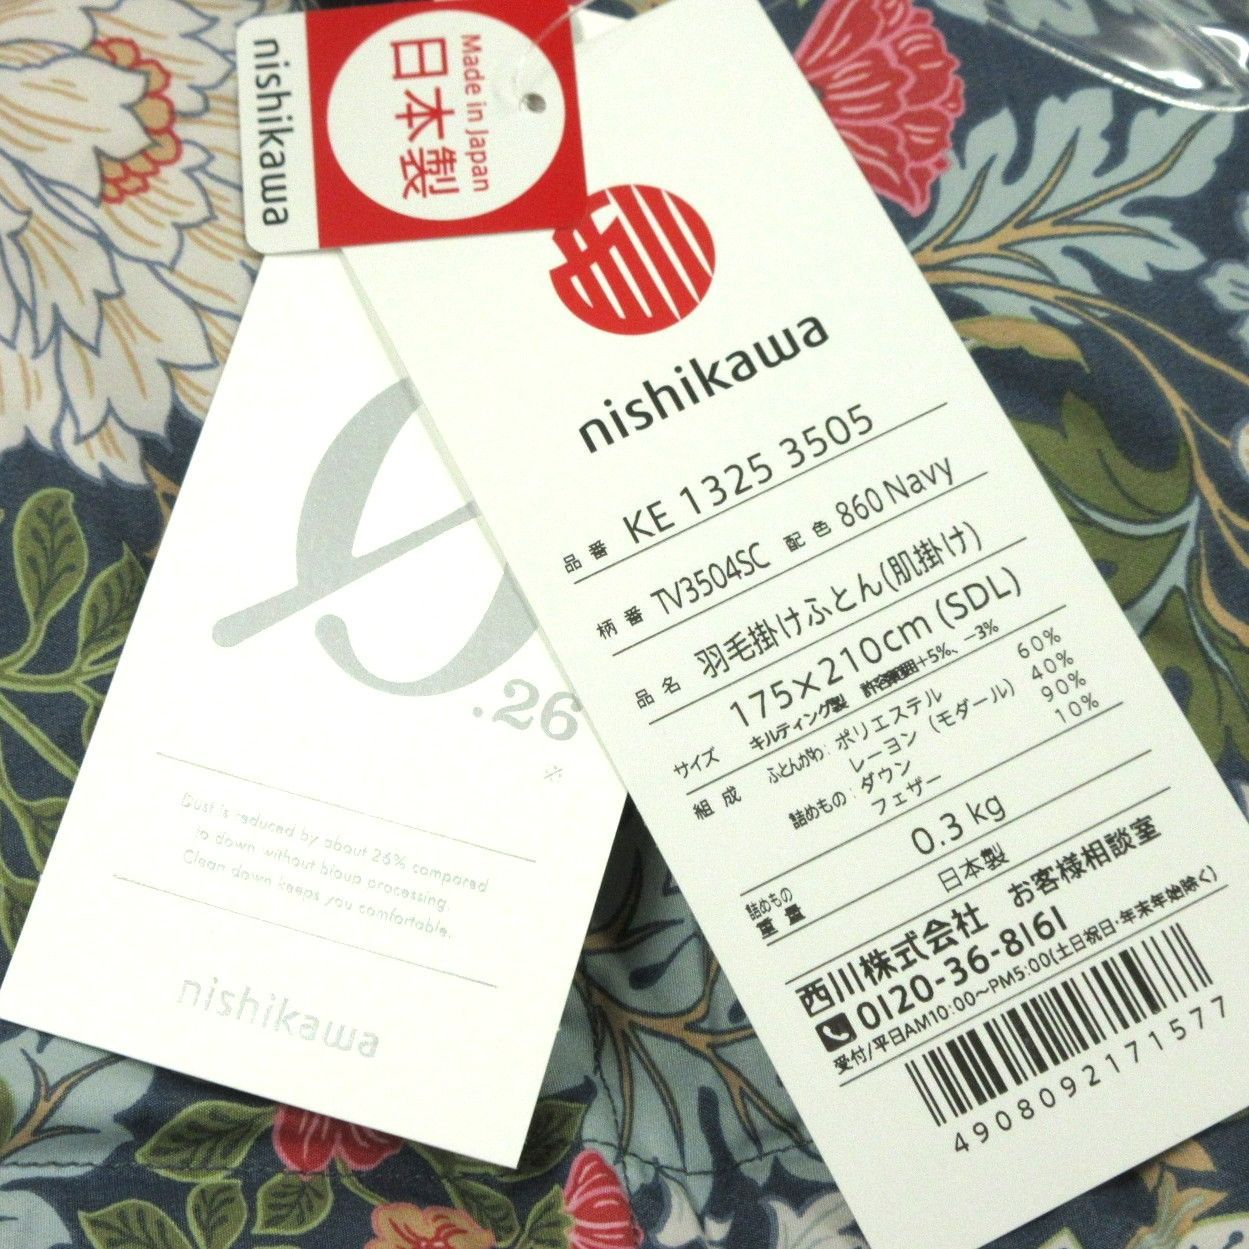 nishikawa
日本製
Made in Japan
nishikawa
品番 KE 1325 3505
柄番 TV3504SC 配色 860 Navy
品名 羽毛掛けふとん(肌掛け)
サイズ 175×210cm (SDL)
キルティング製 許容範囲+5%、−3%
組成 ふとんがわ: ポリエステル 60%
レーヨン (モダール) 40%
詰めもの: ダウン 90%
フェザー 10%
詰めもの重量 0.3 kg
日本製
西川株式会社 お客様相談室
0120-36-8161
受付/平日AM10:00〜PM5:00(土日祝日・年末年始除く)
4908092171577
.26
※
Dust is reduced by about 26% compared
to down without bioup processing.
Clean down keeps you comfortable.
nishikawa